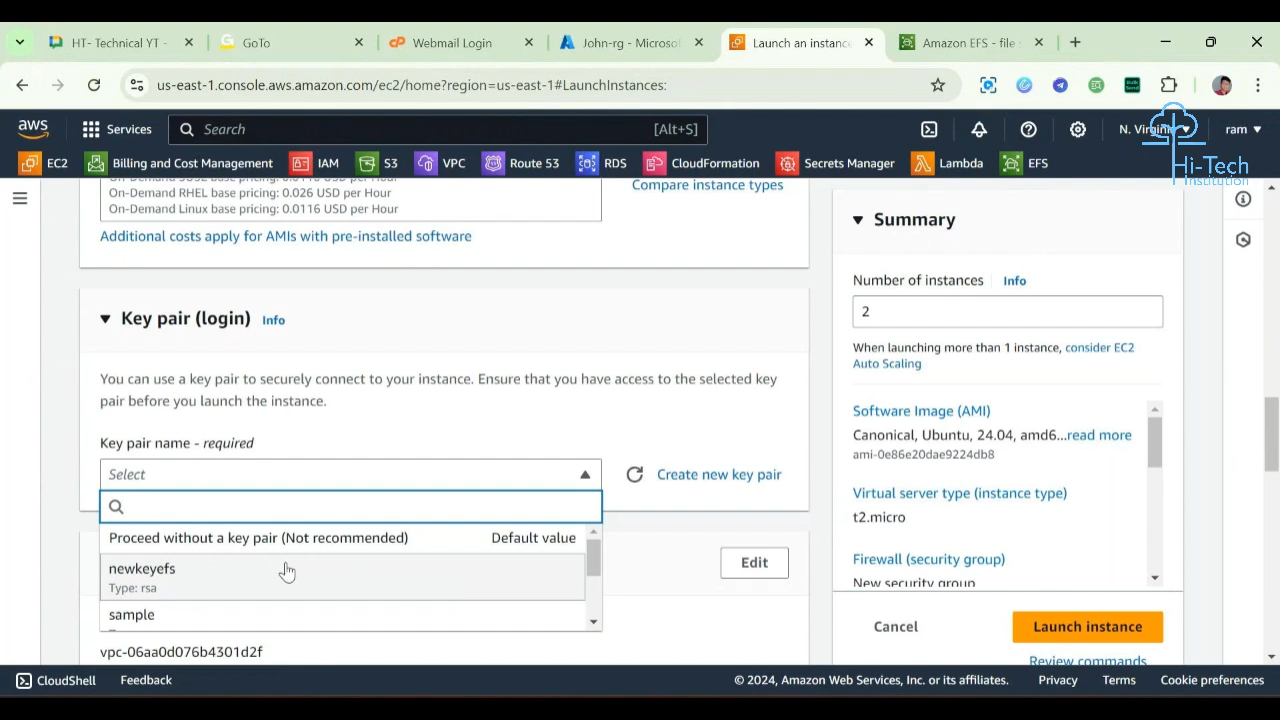 HT- Technical YT -
GoTo
Webmail Login
John-rg - Microso
Launch an instance
Amazon EFS - file
us-east-1.console.aws.amazon.com/ec2/home?region=us-east-1#LaunchInstances:
aws
Services
Search
[Alt+S]
N. Virginia
ram
Hi-Tech
Institution
EC2
Billing and Cost Management
IAM
S3
VPC
Route 53
RDS
CloudFormation
Secrets Manager
Lambda
EFS
On-Demand SUSE base pricing: 0.0116 USD per Hour
On-Demand RHEL base pricing: 0.026 USD per Hour
On-Demand Linux base pricing: 0.0116 USD per Hour
Compare instance types
Additional costs apply for AMIs with pre-installed software
Key pair (login) Info
You can use a key pair to securely connect to your instance. Ensure that you have access to the selected key
pair before you launch the instance.
Key pair name - required
Select
Create new key pair
Proceed without a key pair (Not recommended) Default value
newkeyefs
Type: rsa
sample
Edit
vpc-06aa0d076b4301d2f
Summary
Number of instances Info
2
When launching more than 1 instance, consider EC2
Auto Scaling
Software Image (AMI)
Canonical, Ubuntu, 24.04, amd6...read more
ami-0e86e20dae9224db8
Virtual server type (instance type)
t2.micro
Firewall (security group)
New security group
Cancel
Launch instance
Review commands
CloudShell
Feedback
© 2024, Amazon Web Services, Inc. or its affiliates.
Privacy
Terms
Cookie preferences